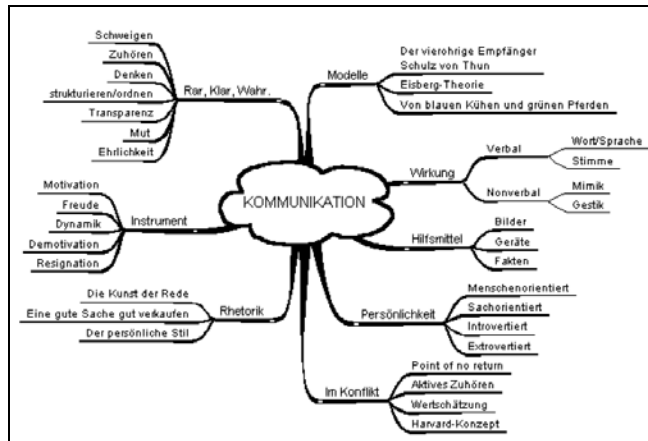 KOMMUNIKATION
Modelle
Der vierohrige Empfänger
Schulz von Thun
Eisberg-Theorie
Von blauen Kühen und grünen Pferden
Wirkung
Verbal
Wort/Sprache
Stimme
Nonverbal
Mimik
Gestik
Hilfsmittel
Bilder
Geräte
Fakten
Persönlichkeit
Menschenorientiert
Sachorientiert
Introvertiert
Extrovertiert
Im Konflikt
Point of no return
Aktives Zuhören
Wertschätzung
Harvard-Konzept
Rhetorik
Die Kunst der Rede
Eine gute Sache gut verkaufen
Der persönliche Stil
Instrument
Motivation
Freude
Dynamik
Demotivation
Resignation
Rar, Klar, Wahr.
Schweigen
Zuhören
Denken
strukturieren/ordnen
Transparenz
Mut
Ehrlichkeit